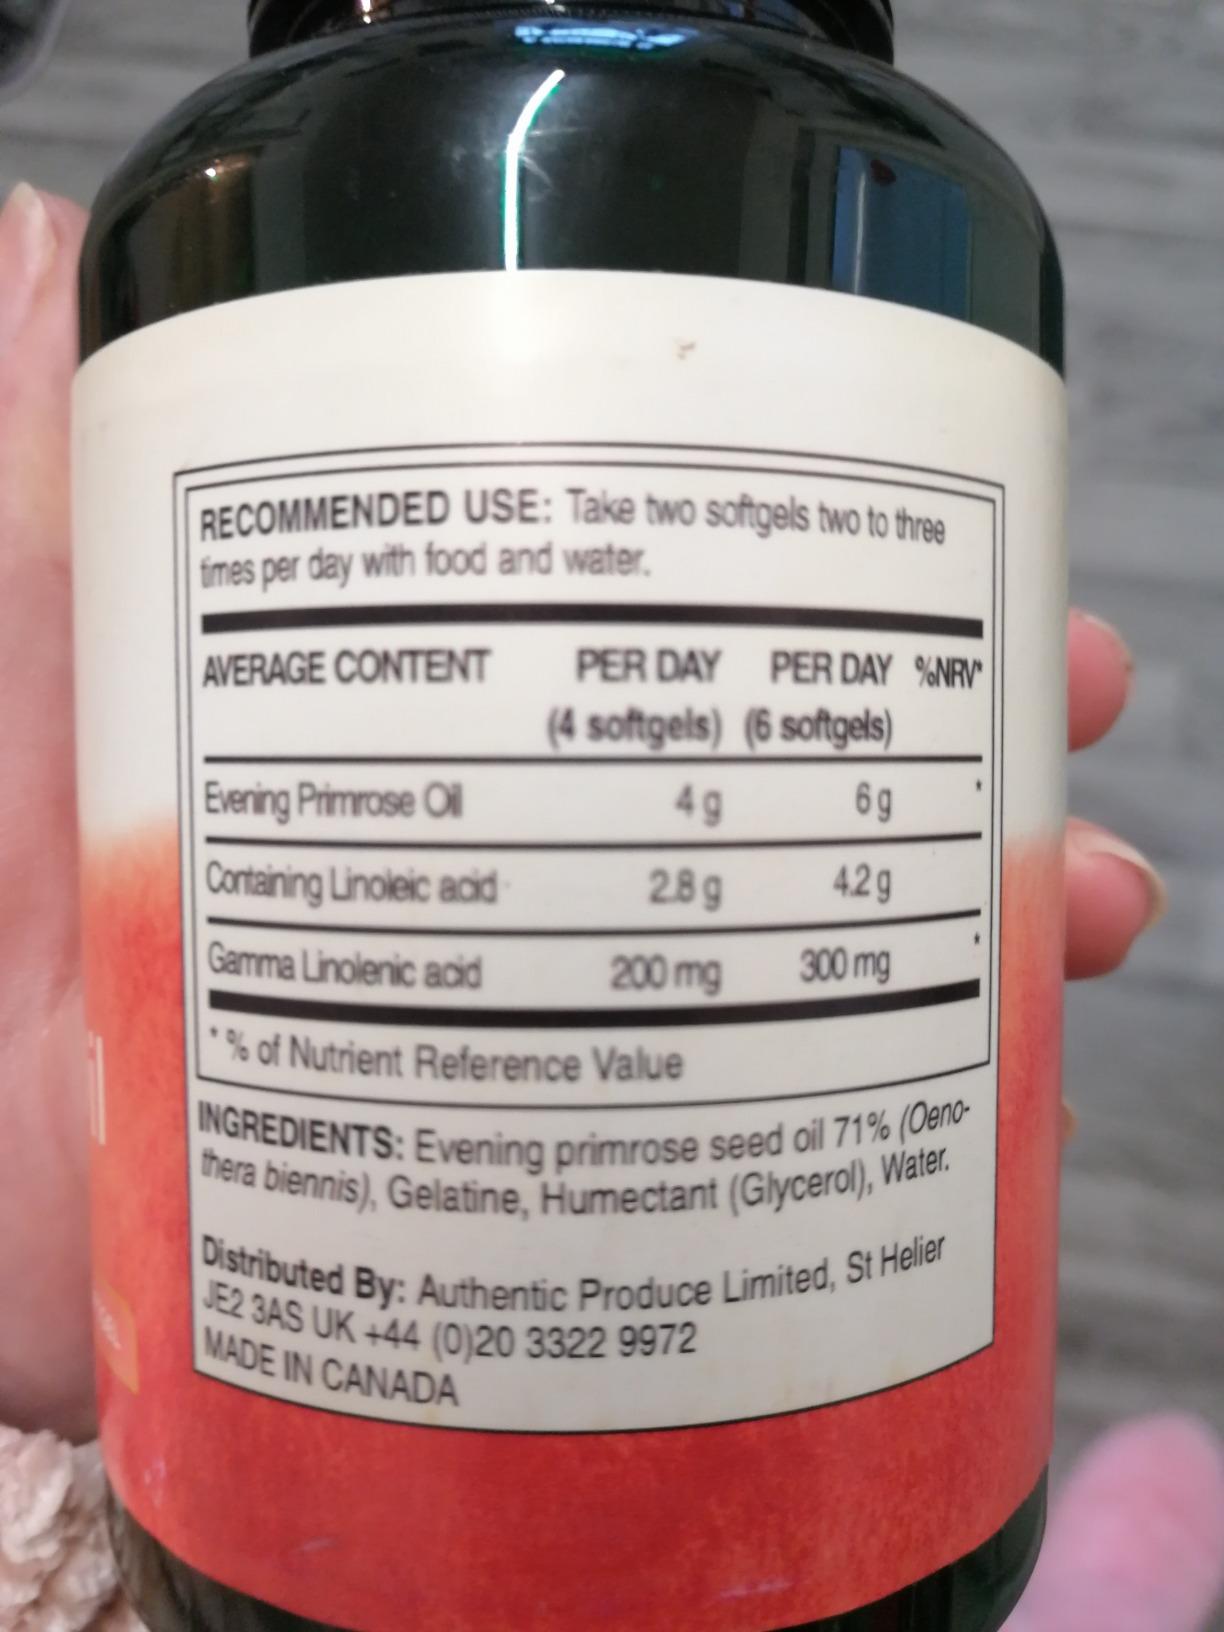 RECOMMENDED USE: Take two softgels two to three
times per day with food and water.
AVERAGE CONTENT PER DAY PER DAY %NRV*
(4 softgels) (6 softgels)
Evening Primrose Oil 4 g 6 g *
Containing Linoleic acid 2.8 g 4.2 g
Gamma Linolenic acid 200 mg 300 mg *
* % of Nutrient Reference Value
INGREDIENTS: Evening primrose seed oil 71% (Oeno-
thera biennis), Gelatine, Humectant (Glycerol), Water.
Distributed By: Authentic Produce Limited, St Helier
JE2 3AS UK +44 (0)20 3322 9972
MADE IN CANADA